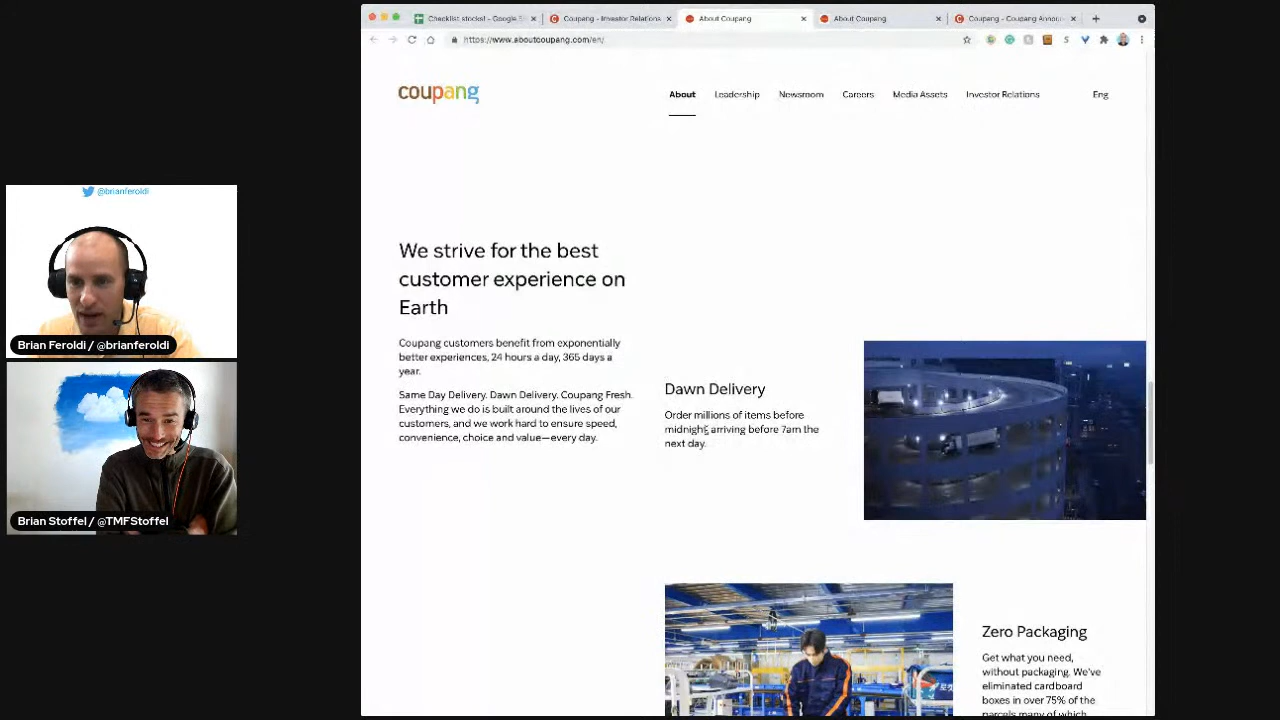 Checklist stocks! - Google S
Coupang - Investor Relations
About Coupang
About Coupang
Coupang - Coupang Announ
https://www.aboutcoupang.com/en/
coupang
About
Leadership
Newsroom
Careers
Media Assets
Investor Relations
Eng
@brianferoldi
Brian Feroldi / @brianferoldi
Brian Stoffel / @TMFStoffel
We strive for the best
customer experience on
Earth
Coupang customers benefit from exponentially
better experiences, 24 hours a day, 365 days a
year.
Same Day Delivery. Dawn Delivery. Coupang Fresh.
Everything we do is built around the lives of our
customers, and we work hard to ensure speed,
convenience, choice and value—every day.
Dawn Delivery
Order millions of items before
midnight, arriving before 7am the
next day.
Zero Packaging
Get what you need,
without packaging. We've
eliminated cardboard
boxes in over 75% of the
parcels many of which